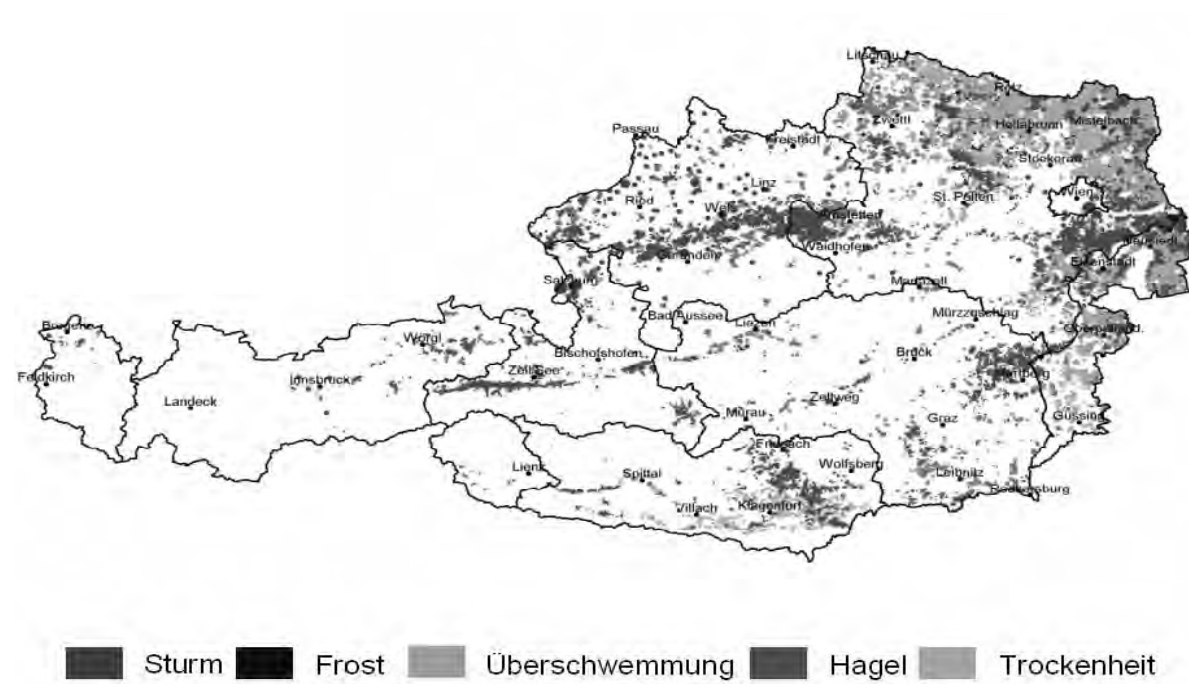 Litschau
Retz
Zwettl
Hollabrunn
Mistelbach
Passau
Freistadt
Stockerau
Linz
Wien
Ried
Wels
St. Pölten
Amstetten
Neusiedl
Waidhofen
Eisenstadt
Gmunden
Salzburg
Mariazell
Bad Aussee
Liezen
Mürzzuschlag
Bregenz
Wörgl
Bischofshofen
Bruck
Zell/See
Hartberg
Feldkirch
Innsbruck
Landeck
Zeltweg
Murau
Graz
Güssing
Friesach
Wolfsberg
Lienz
Spittal
Leibnitz
Radkersburg
Villach
Klagenfurt
Sturm Frost Überschwemmung Hagel Trockenheit